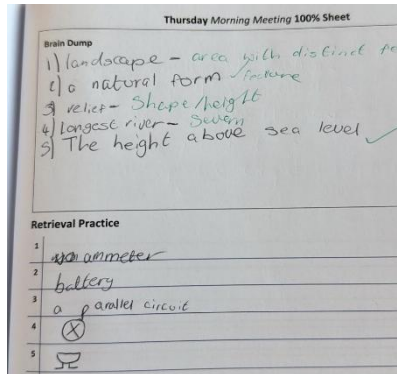 Thursday Morning Meeting 100% Sheet
Brain Dump
1) landscape - area with distinct
2) a natural form feature
3) relief - Shape/height
4) Longest river - Severn
5) The height above sea level
Retrieval Practice
1 ammeter
2 battery
3 a parallel circuit
4
5